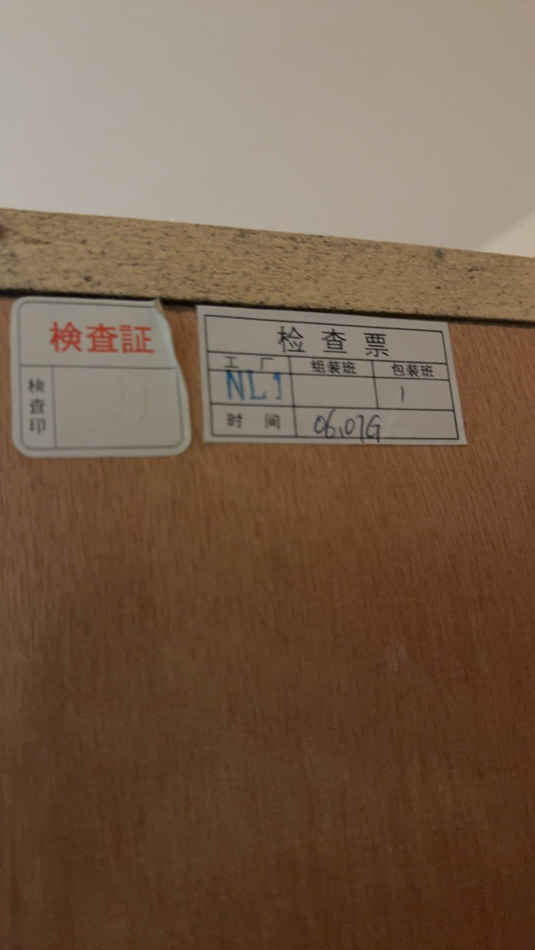 検査証
検査印
检查票
工厂 组装班 包装班
NL1 1
时间 06.07G